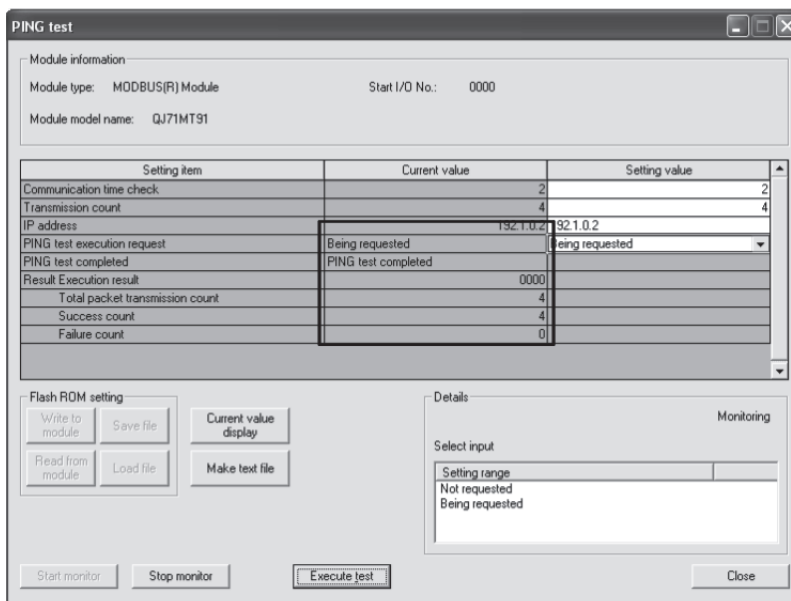 PING test
Module information
Module type: MODBUS(R) Module Start I/O No.: 0000
Module model name: QJ71MT91
Setting item Current value Setting value
Communication time check 2 2
Transmission count 4 4
IP address 192.1.0.2 192.1.0.2
PING test execution request Being requested Being requested
PING test completed PING test completed
Result Execution result 0000
Total packet transmission count 4
Success count 4
Failure count 0
Flash ROM setting
Write to module
Save file
Current value display
Read from module
Load file
Make text file
Details
Monitoring
Select input
Setting range
Not requested
Being requested
Start monitor Stop monitor Execute test Close